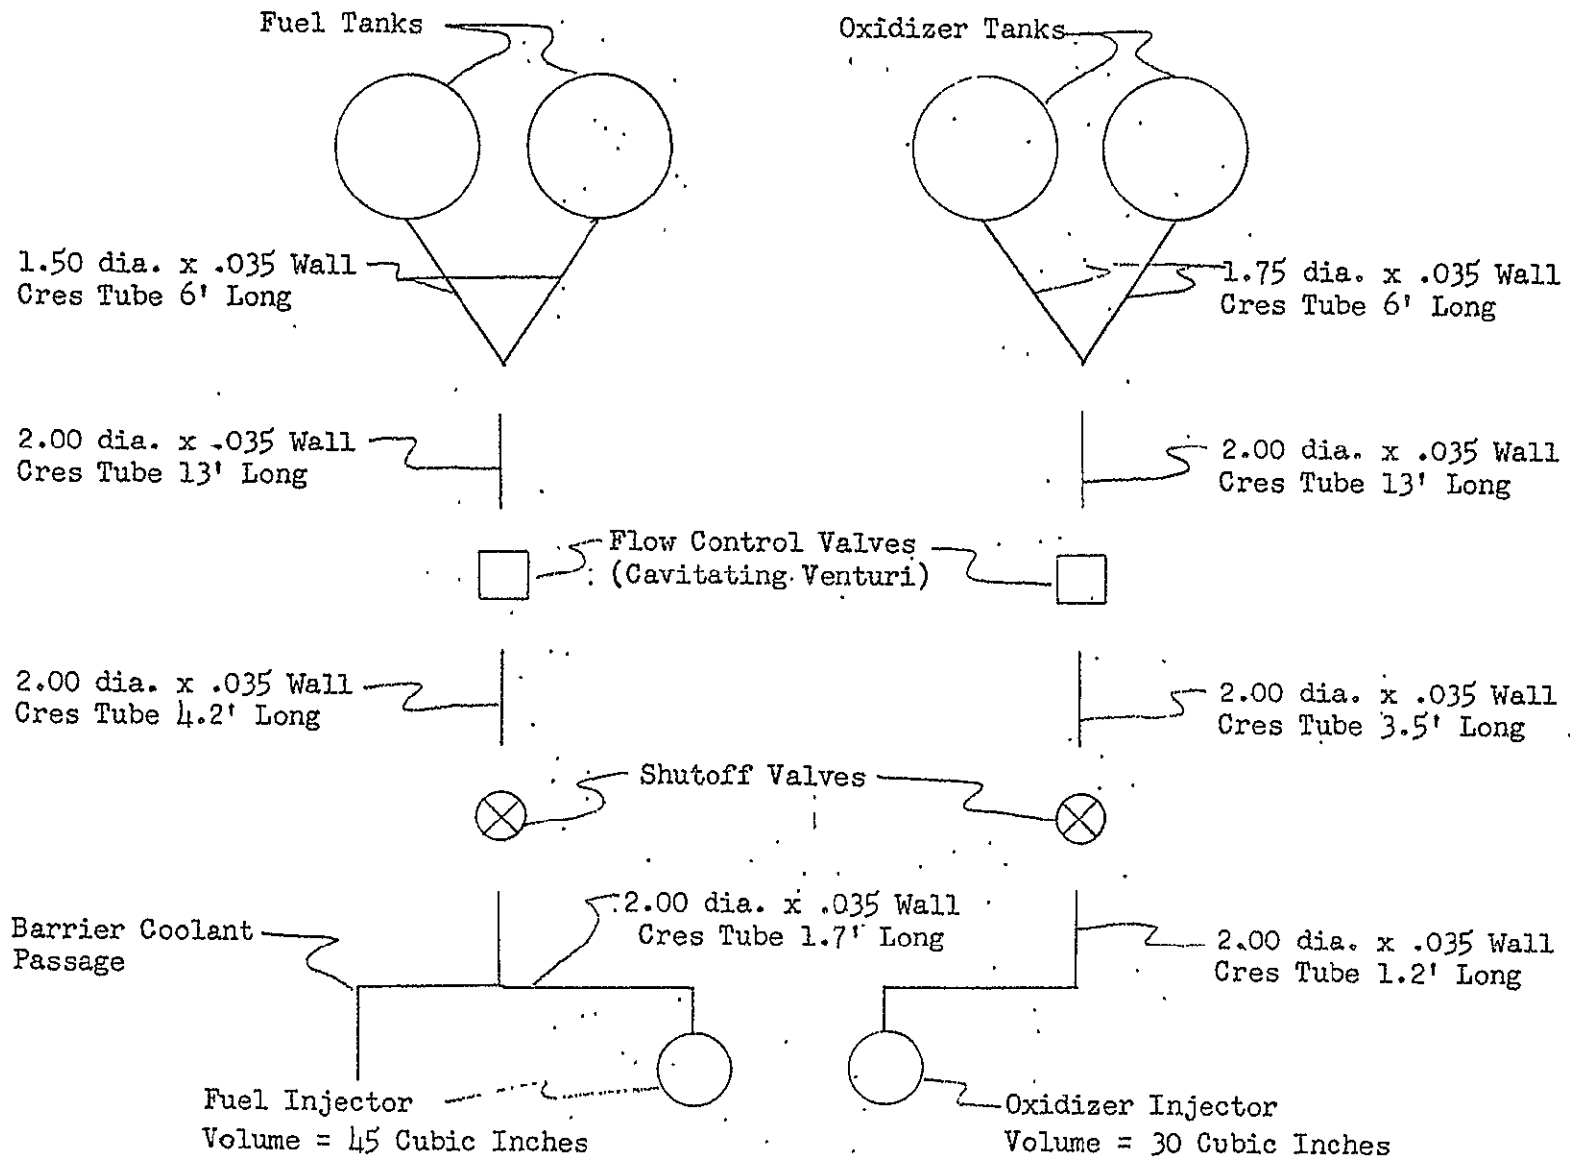 Fuel Tanks
Oxidizer Tanks
1.50 dia. x .035 Wall
Cres Tube 6' Long
1.75 dia. x .035 Wall
Cres Tube 6' Long
2.00 dia. x .035 Wall
Cres Tube 13' Long
2.00 dia. x .035 Wall
Cres Tube 13' Long
Flow Control Valves
(Cavitating Venturi)
2.00 dia. x .035 Wall
Cres Tube 4.2' Long
2.00 dia. x .035 Wall
Cres Tube 3.5' Long
Shutoff Valves
Barrier Coolant
Passage
2.00 dia. x .035 Wall
Cres Tube 1.7' Long
2.00 dia. x .035 Wall
Cres Tube 1.2' Long
Fuel Injector
Volume = 45 Cubic Inches
Oxidizer Injector
Volume = 30 Cubic Inches